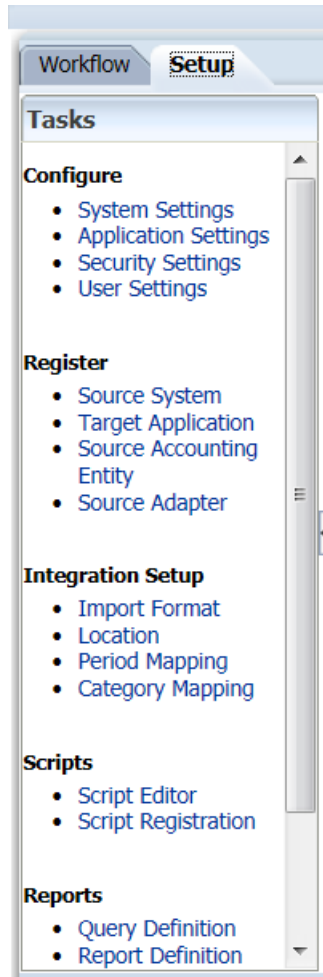 Workflow Setup
Tasks
Configure
• System Settings
• Application Settings
• Security Settings
• User Settings
Register
• Source System
• Target Application
• Source Accounting
Entity
• Source Adapter
Integration Setup
• Import Format
• Location
• Period Mapping
• Category Mapping
Scripts
• Script Editor
• Script Registration
Reports
• Query Definition
• Report Definition